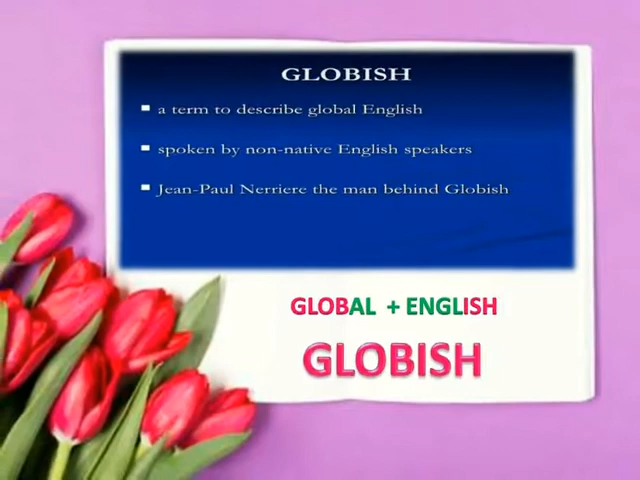 GLOBISH
a term to describe global English
spoken by non-native English speakers
Jean-Paul Nerriere the man behind Globish
GLOBAL + ENGLISH
GLOBISH